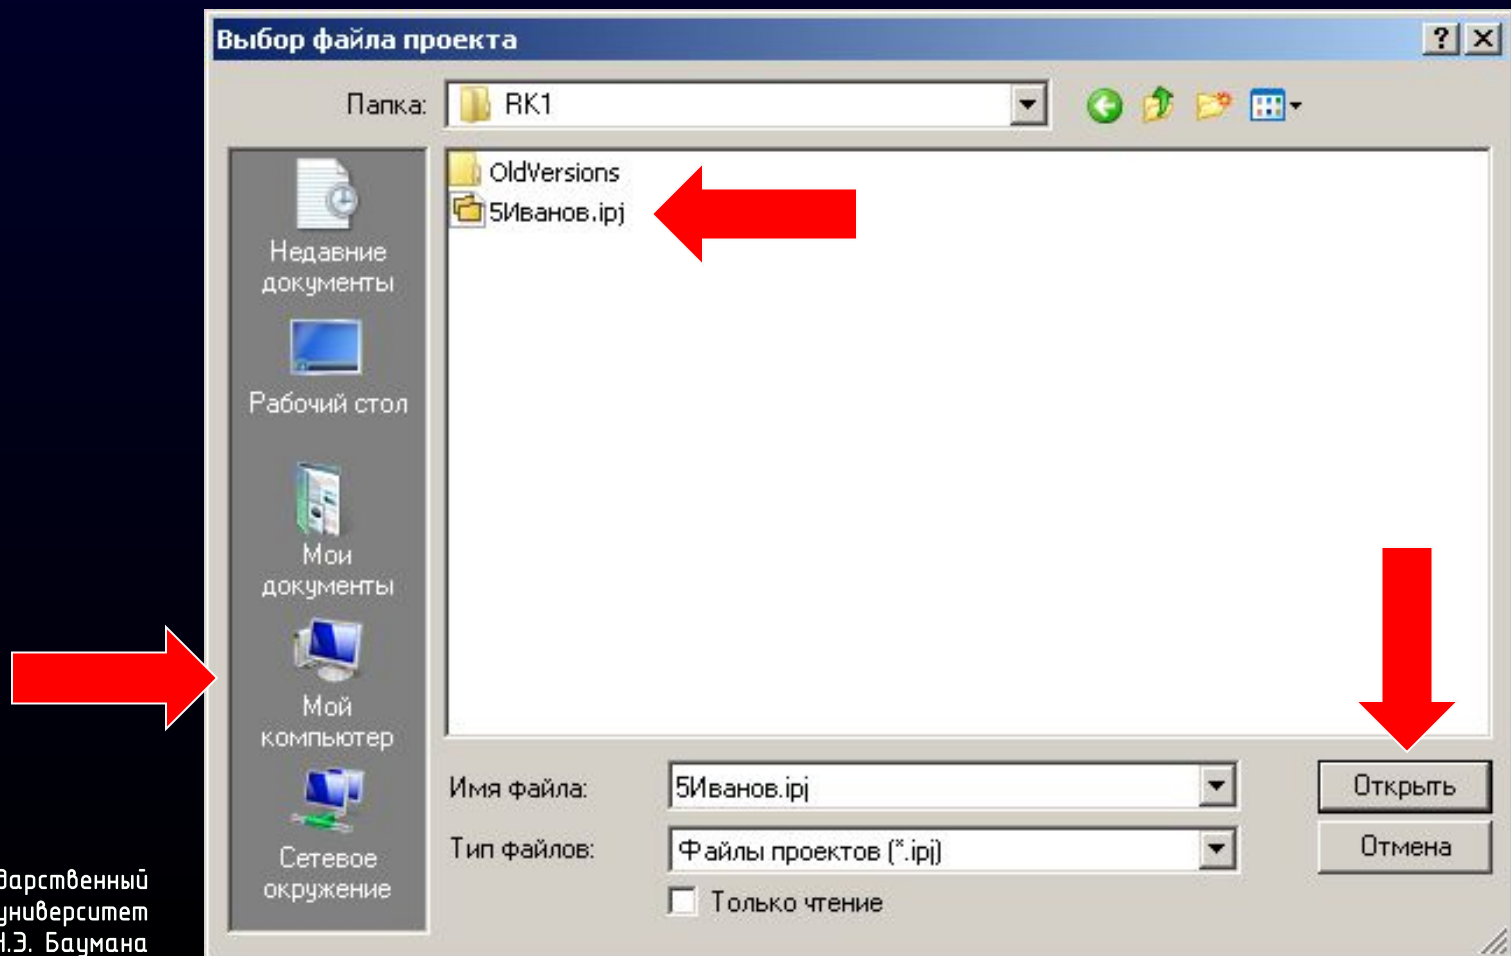 Выбор файла проекта
Папка: RK1
OldVersions
5Иванов.ipj
Недавние
документы
Рабочий стол
Мои
документы
Мой
компьютер
Сетевое
окружение
Имя файла: 5Иванов.ipj Открыть
Тип файлов: Файлы проектов (*.ipj) Отмена
Только чтение
дарственный
университет
Н.Э. Баумана